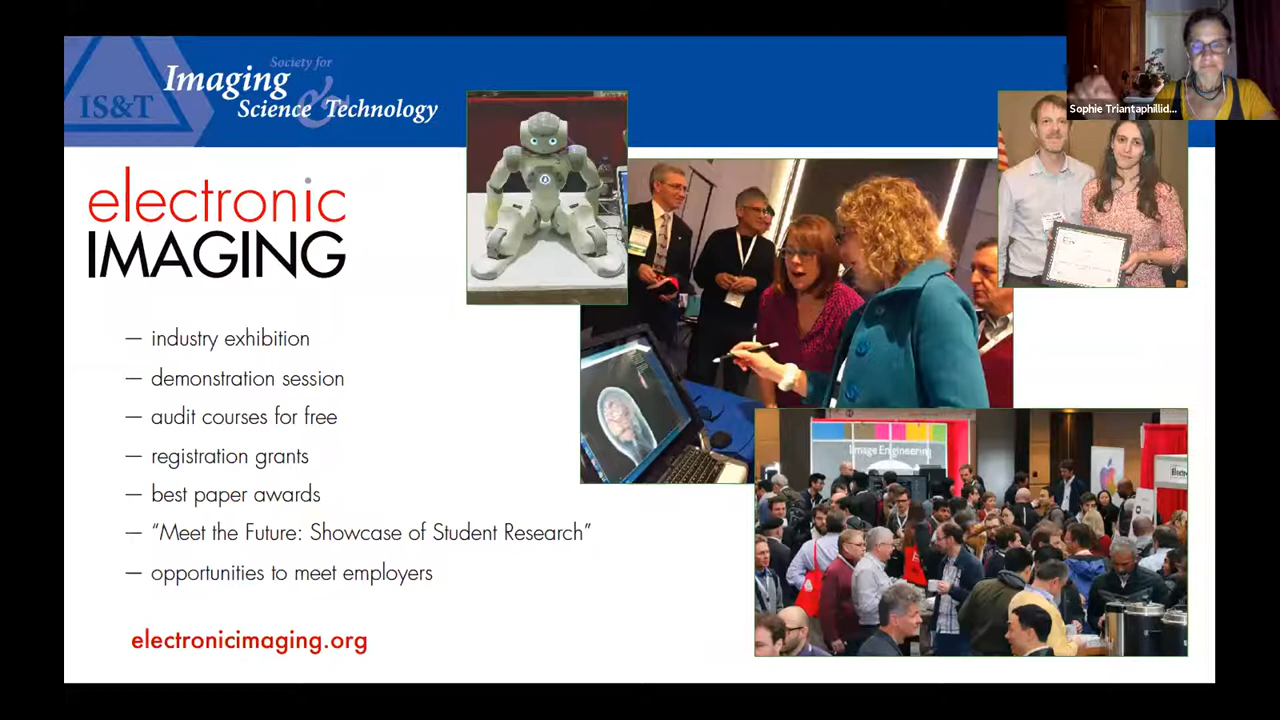 IS&T
Society for
Imaging
Science & Technology
Sophie Triantaphillid...
electronic
IMAGING
— industry exhibition
— demonstration session
— audit courses for free
— registration grants
— best paper awards
— “Meet the Future: Showcase of Student Research”
— opportunities to meet employers
electronicimaging.org
Image Engineering